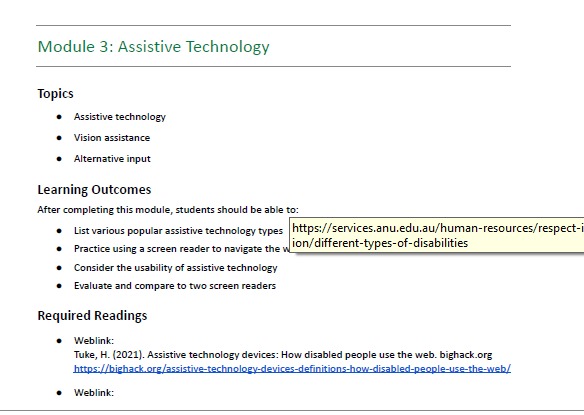 Module 3: Assistive Technology
Topics
● Assistive technology
● Vision assistance
● Alternative input
Learning Outcomes
After completing this module, students should be able to:
● List various popular assistive technology types
● Practice using a screen reader to navigate the
● Consider the usability of assistive technology
● Evaluate and compare to two screen readers
https://services.anu.edu.au/human-resources/respect-i
ion/different-types-of-disabilities
Required Readings
● Weblink:
Tuke, H. (2021). Assistive technology devices: How disabled people use the web. bighack.org
https://bighack.org/assistive-technology-devices-definitions-how-disabled-people-use-the-web/
● Weblink: